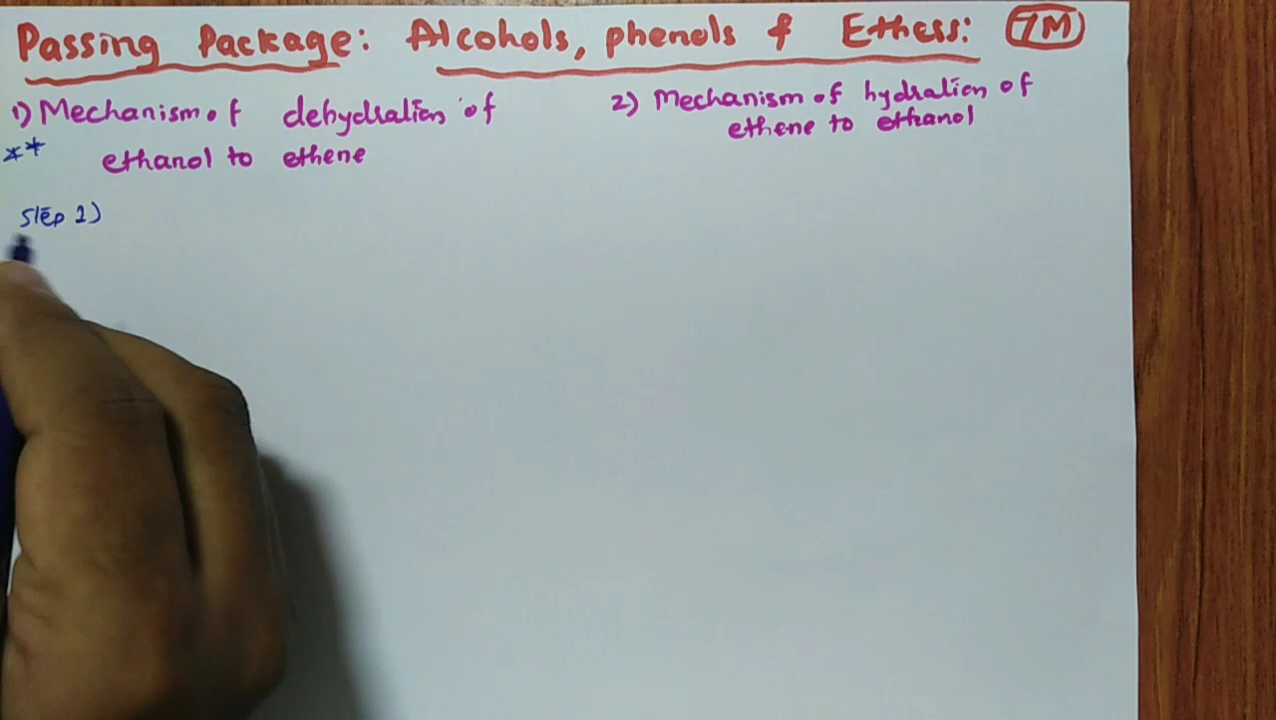 Passing Package: Alcohols, phenols & Ethers: 7M
1) Mechanism of dehydration of
** ethanol to ethene
2) Mechanism of hydration of
ethene to ethanol
Step 1)